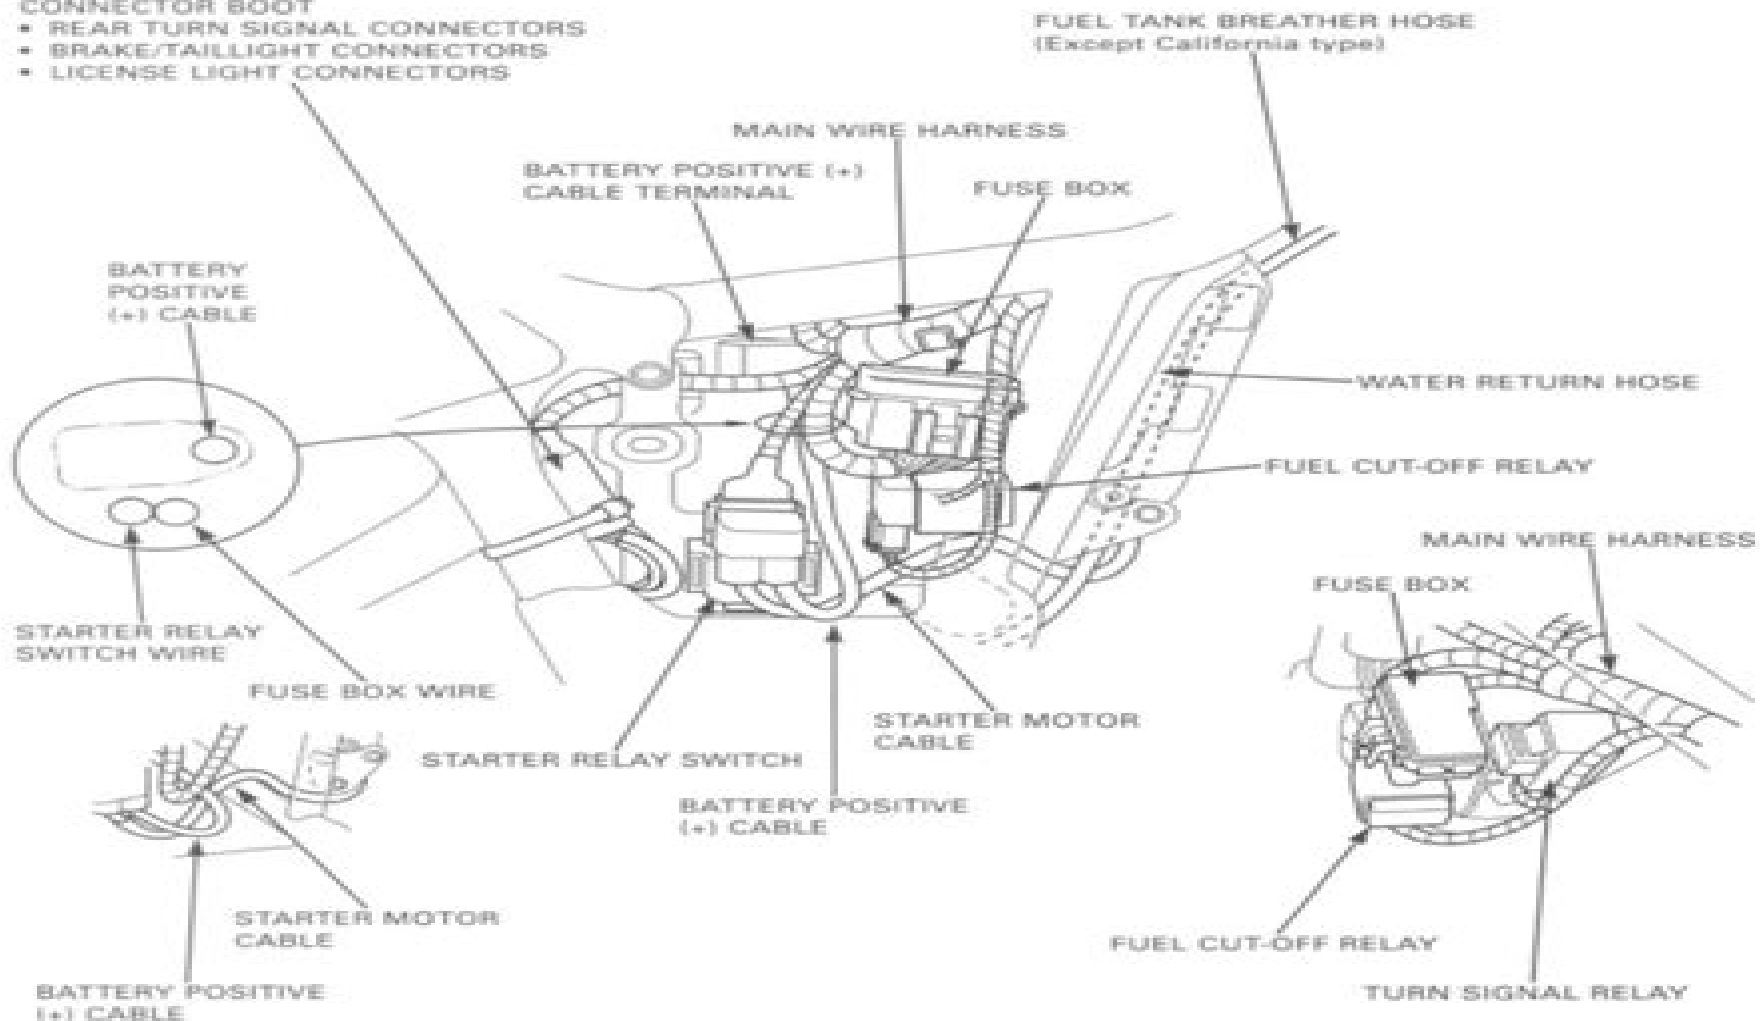 CONNECTOR BOOT
• REAR TURN SIGNAL CONNECTORS
• BRAKE/TAILLIGHT CONNECTORS
• LICENSE LIGHT CONNECTORS
FUEL TANK BREATHER HOSE
(Except California type)
MAIN WIRE HARNESS
BATTERY POSITIVE (+)
CABLE TERMINAL
FUSE BOX
BATTERY
POSITIVE
(+) CABLE
WATER RETURN HOSE
FUEL CUT-OFF RELAY
MAIN WIRE HARNESS
FUSE BOX
STARTER RELAY
SWITCH WIRE
FUSE BOX WIRE
STARTER MOTOR
CABLE
STARTER RELAY SWITCH
BATTERY POSITIVE
(+) CABLE
STARTER MOTOR
CABLE
FUEL CUT-OFF RELAY
BATTERY POSITIVE
(+) CABLE
TURN SIGNAL RELAY